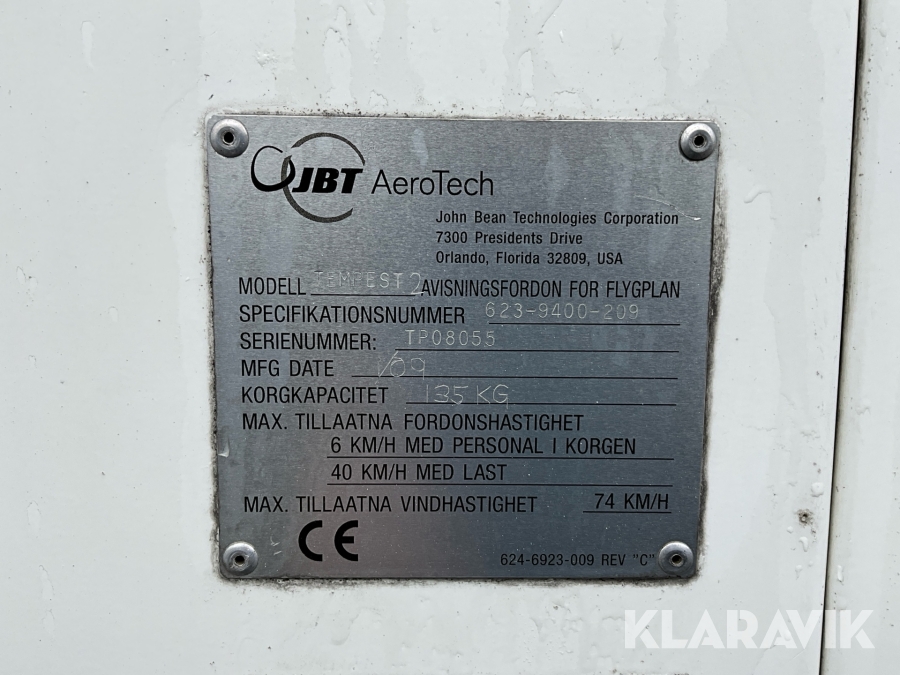 JBT AeroTech
John Bean Technologies Corporation
7300 Presidents Drive
Orlando, Florida 32809, USA
MODELL TEMPEST 2 AVISNINGSFORDON FOR FLYGPLAN
SPECIFIKATIONSNUMMER 623-9400-209
SERIENUMMER: TP08055
MFG DATE 1/09
KORGKAPACITET 135 KG
MAX. TILLAATNA FORDONSHASTIGHET
6 KM/H MED PERSONAL I KORGEN
40 KM/H MED LAST
MAX. TILLAATNA VINDHASTIGHET 74 KM/H
CE
624-6923-009 REV "C"
KLARAVIK